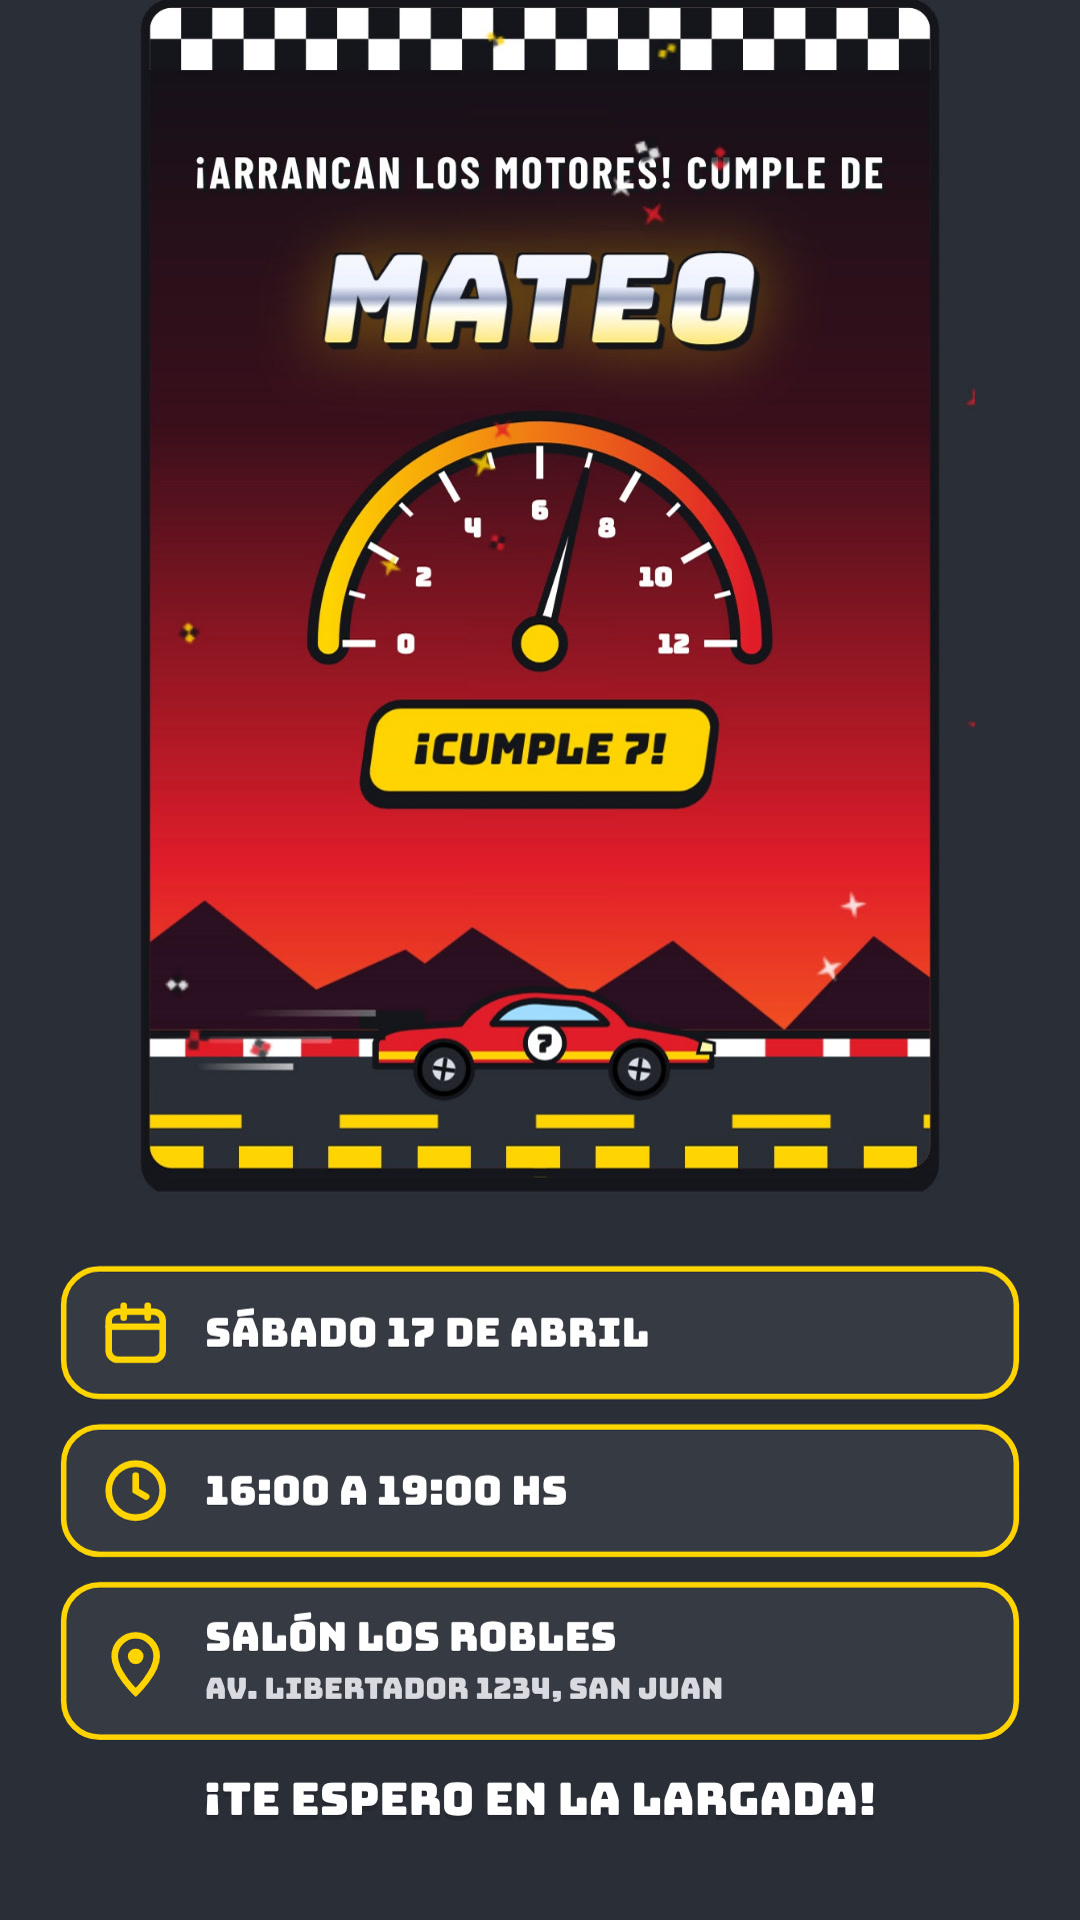 ¡ARRANCAN LOS MOTORES! CUMPLE DE
MATEO
0
2
4
6
8
10
12
¡CUMPLE 7!
7
SÁBADO 17 DE ABRIL
16:00 A 19:00 HS
SALÓN LOS ROBLES
AV. LIBERTADOR 1234, SAN JUAN
¡TE ESPERO EN LA LARGADA!